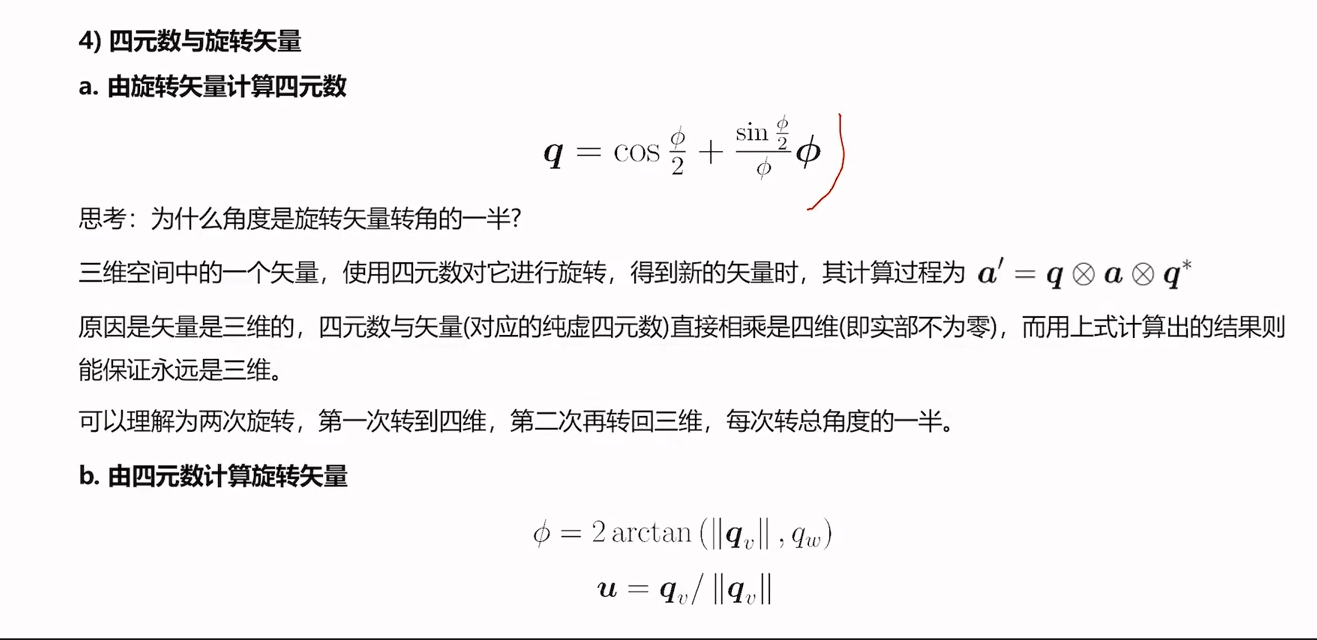 4) 四元数与旋转矢量
a. 由旋转矢量计算四元数
$\boldsymbol{q} = \cos\frac{\phi}{2} + \frac{\sin\frac{\phi}{2}}{\phi}\boldsymbol{\phi}$
思考：为什么角度是旋转矢量转角的一半？
三维空间中的一个矢量，使用四元数对它进行旋转，得到新的矢量时，其计算过程为 $\boldsymbol{a}' = \boldsymbol{q} \otimes \boldsymbol{a} \otimes \boldsymbol{q}^*$
原因是矢量是三维的，四元数与矢量(对应的纯虚四元数)直接相乘是四维(即实部不为零)，而用上式计算出的结果则
能保证永远是三维。
可以理解为两次旋转，第一次转到四维，第二次再转回三维，每次转总角度的一半。
b. 由四元数计算旋转矢量
$\phi = 2\arctan(\|\boldsymbol{q}_v\|, q_w)$
$\boldsymbol{u} = \boldsymbol{q}_v / \|\boldsymbol{q}_v\|$